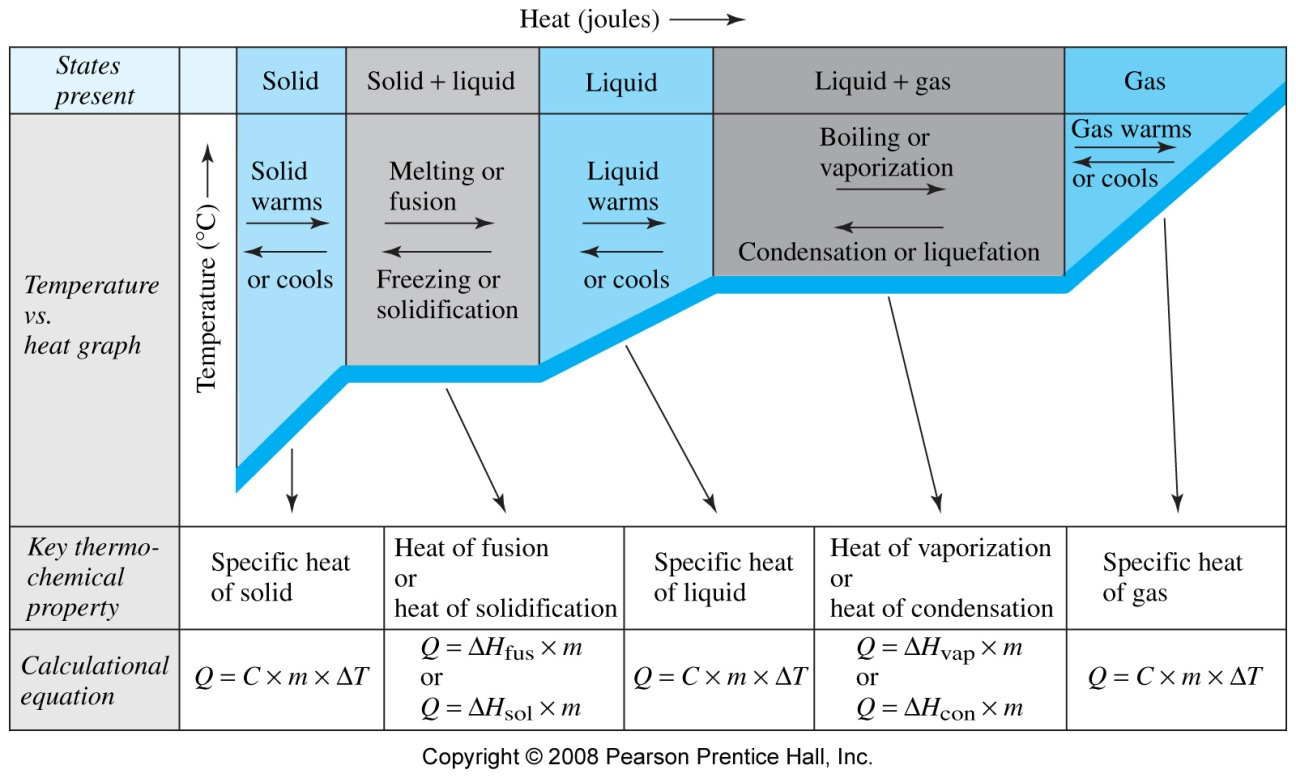 Heat (joules)
States
present
Solid
Solid + liquid
Liquid
Liquid + gas
Gas
Temperature
vs.
heat graph
Temperature (°C)
Solid
warms
or cools
Melting or
fusion
Freezing or
solidification
Liquid
warms
or cools
Boiling or
vaporization
Condensation or liquefation
Gas warms
or cools
Key thermo-
chemical
property
Specific heat
of solid
Heat of fusion
or
heat of solidification
Specific heat
of liquid
Heat of vaporization
or
heat of condensation
Specific heat
of gas
Calculational
equation
Q = C × m × ΔT
Q = ΔHfus × m
or
Q = ΔHsol × m
Q = C × m × ΔT
Q = ΔHvap × m
or
Q = ΔHcon × m
Q = C × m × ΔT
Copyright © 2008 Pearson Prentice Hall, Inc.